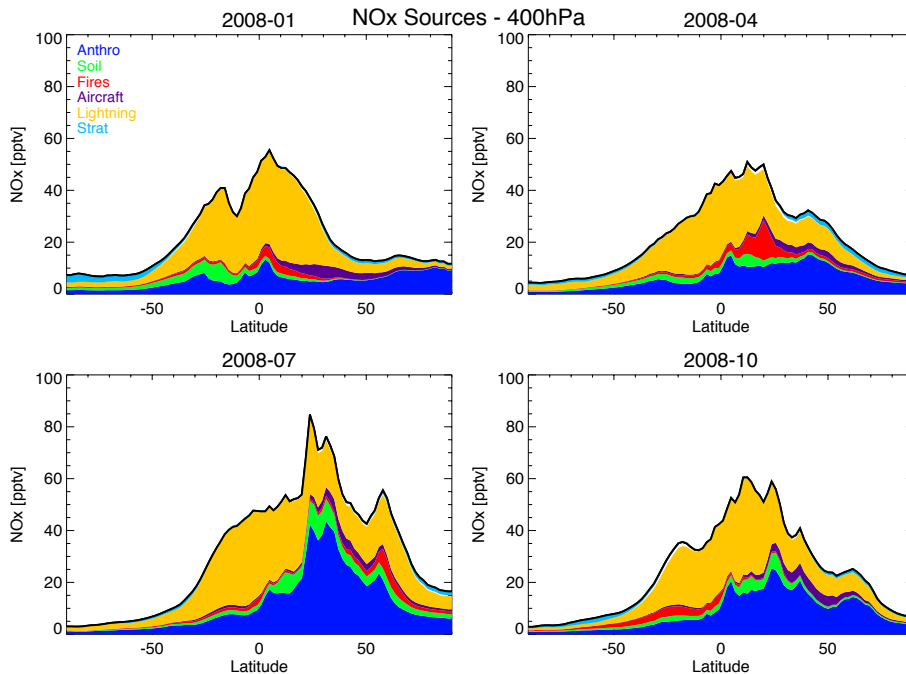 NOx Sources - 400hPa
2008-01
100
80
60
40
20
0
NOx [pptv]
Anthro
Soil
Fires
Aircraft
Lightning
Strat
-50
0
50
Latitude
2008-04
100
80
60
40
20
0
NOx [pptv]
-50
0
50
Latitude
2008-07
100
80
60
40
20
0
NOx [pptv]
-50
0
50
Latitude
2008-10
100
80
60
40
20
0
NOx [pptv]
-50
0
50
Latitude